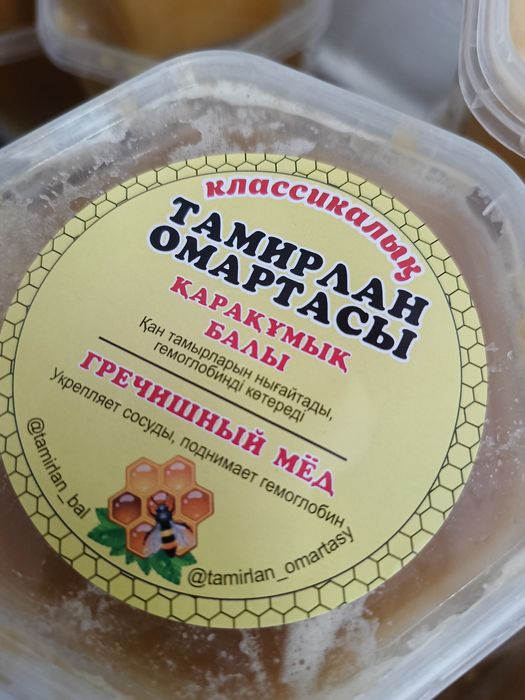 классикалық
ТАМИРЛАН
ОМАРТАСЫ
ҚАРАҚҰМЫҚ
БАЛЫ
Қан тамырларын нығайтады,
гемоглобинді көтереді
ГРЕЧИШНЫЙ МЁД
Укрепляет сосуды, поднимает гемоглобин
@tamirlan_bal
@tamirlan_omartasy